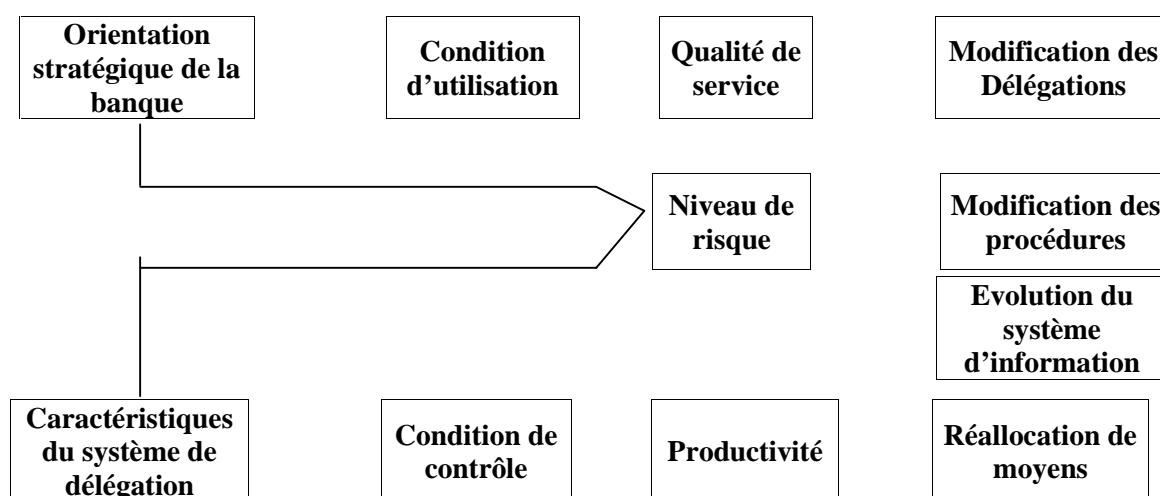 Orientation
stratégique de la
banque
Condition
d’utilisation
Qualité de
service
Modification des
Délégations
Niveau de
risque
Modification des
procédures
Evolution du
système
d’information
Caractéristiques
du système de
délégation
Condition de
contrôle
Productivité
Réallocation de
moyens